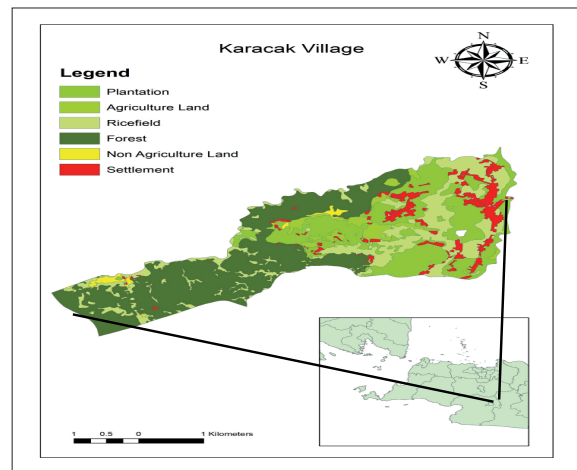 Karacak Village
N
W E
S
Legend
Plantation
Agriculture Land
Ricefield
Forest
Non Agriculture Land
Settlement
1 0.5 0 1 Kilometers